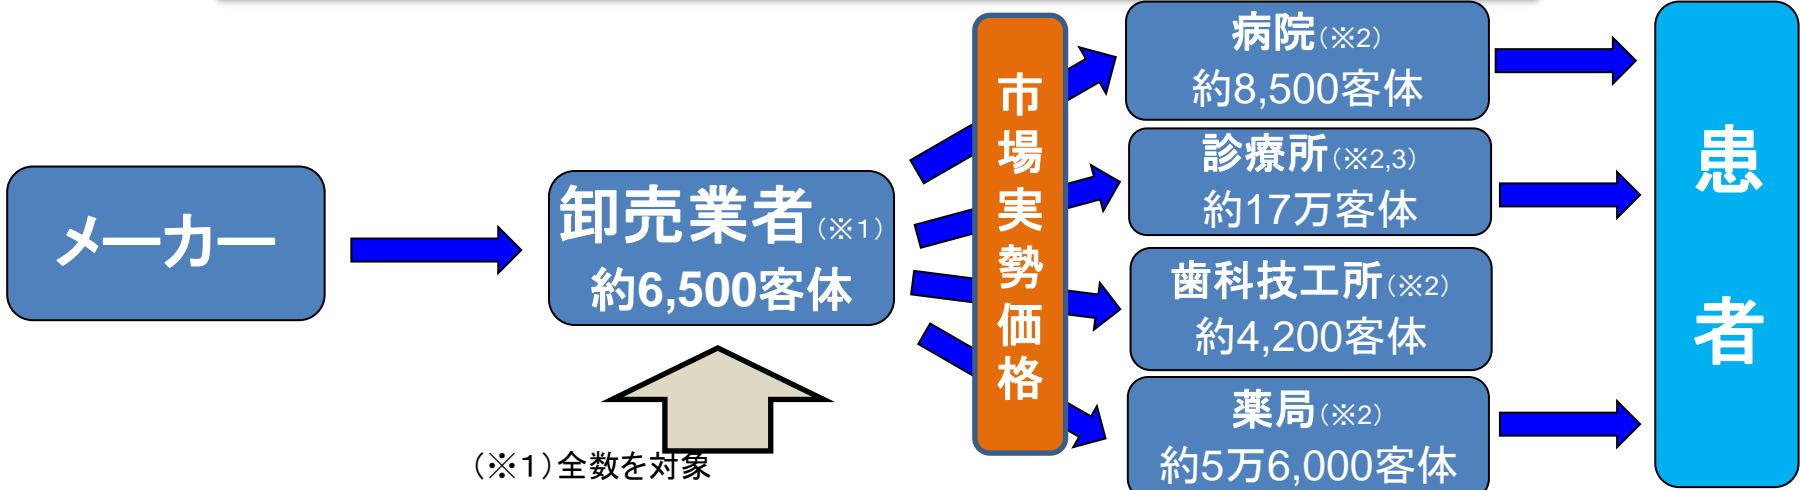 メーカー
卸売業者（※１）
約6,500客体
（※１）全数を対象
市場実勢価格
病院（※2）
約8,500客体
診療所（※2,3）
約17万客体
歯科技工所（※2）
約4,200客体
薬局（※2）
約5万6,000客体
患者